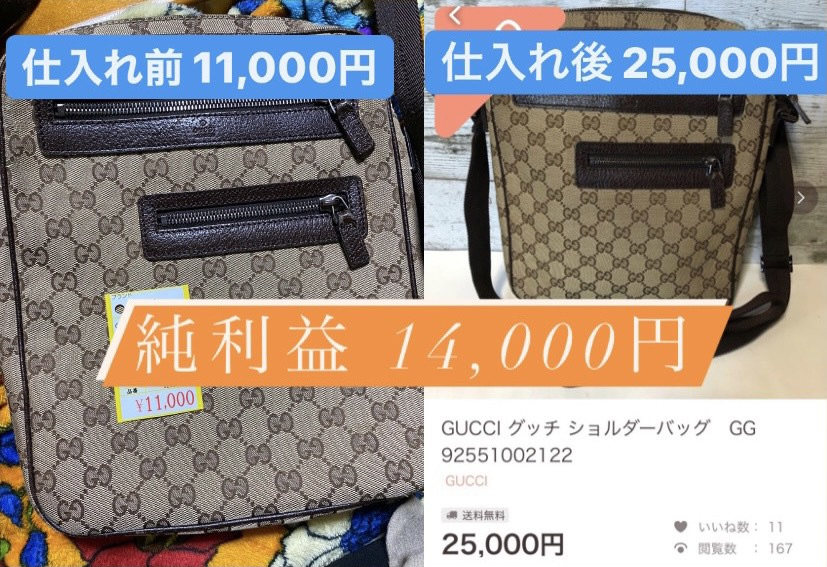 仕入れ前 11,000円
仕入れ後 25,000円
純利益 14,000円
¥11,000
GUCCI グッチ ショルダーバッグ　GG
92551002122
GUCCI
送料無料
25,000円
いいね数： 11
閲覧数 ： 167